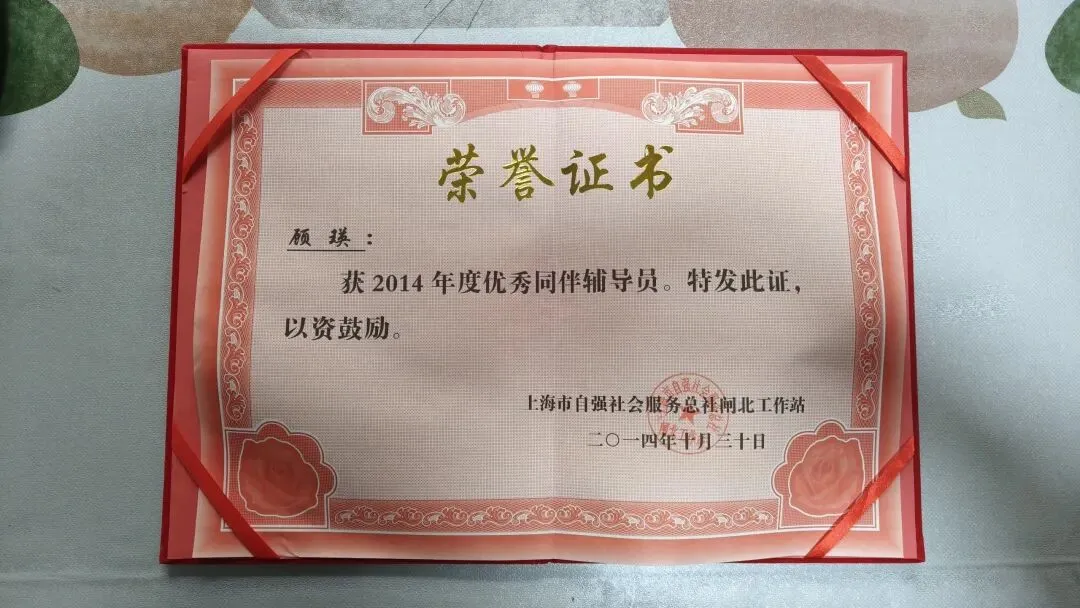 荣誉证书
顾瑛：
获2014年度优秀同伴辅导员。特发此证，
以资鼓励。
上海市自强社会服务总社闸北工作站
二〇一四年十月三十日